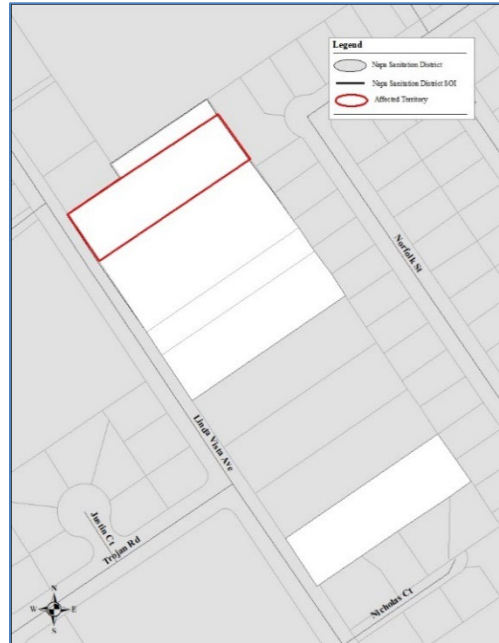 Legend
Napa Sanitation District
Napa Sanitation District SOI
Affected Territory
Norfolk St
Linda Vista Ave
Justin Ct
Trojan Rd
Nicholas Ct
N
W E
S